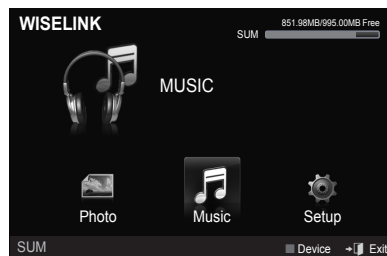 WISELINK
851.98MB/995.00MB Free
SUM
MUSIC
Photo Music Setup
SUM
Device Exit